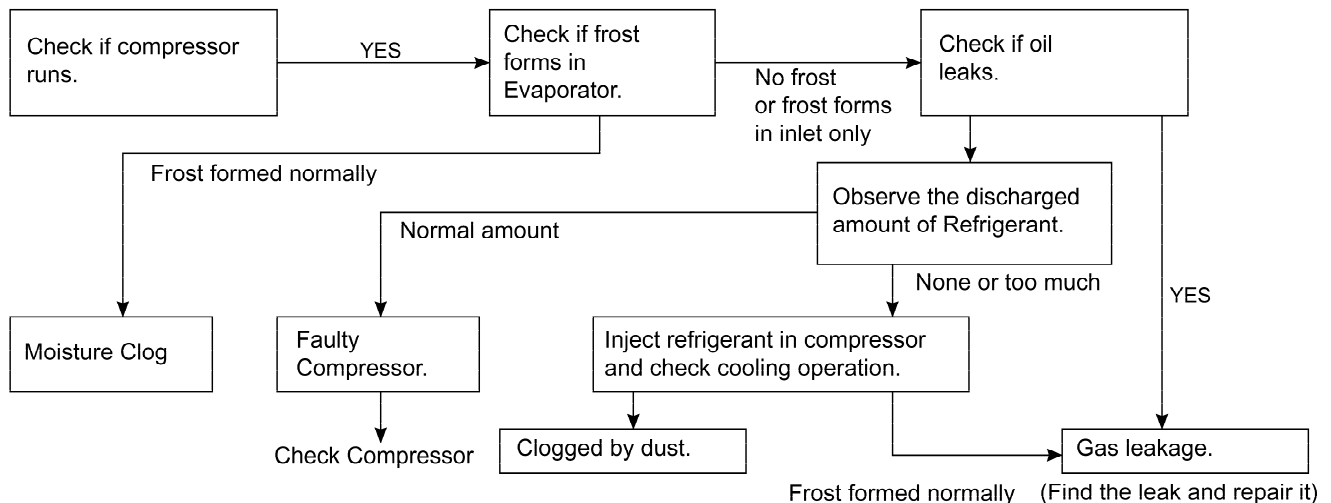 Check if compressor
runs.
YES
Check if frost
forms in
Evaporator.
No frost
or frost forms
in inlet only
Check if oil
leaks.
Frost formed normally
Observe the discharged
amount of Refrigerant.
Normal amount
None or too much
YES
Moisture Clog
Faulty
Compressor.
Inject refrigerant in compressor
and check cooling operation.
Check Compressor
Clogged by dust.
Gas leakage.
Frost formed normally
(Find the leak and repair it)